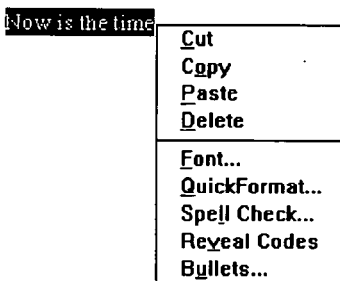 Now is the time
Cut
Copy
Paste
Delete
Font...
QuickFormat...
Spell Check...
Reveal Codes
Bullets...